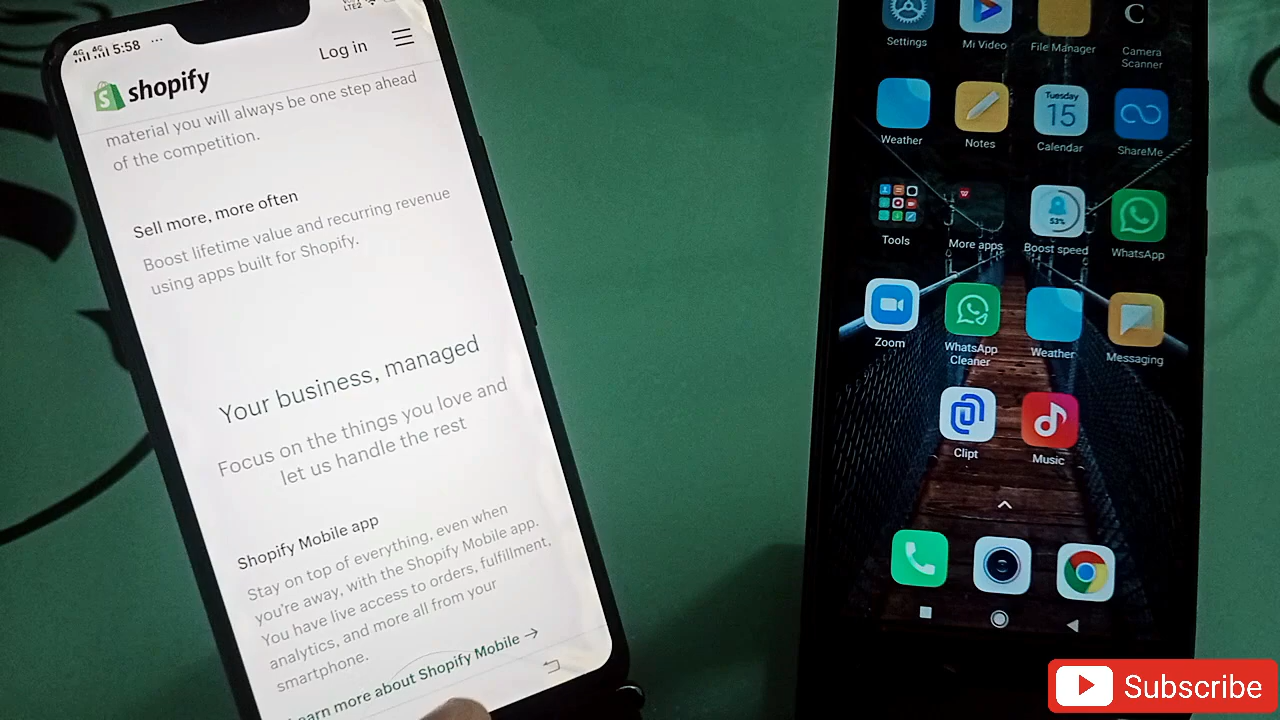 4G 4G 5:58 ...
LTE2
Log in
shopify
material you will always be one step ahead
of the competition.
Sell more, more often
Boost lifetime value and recurring revenue
using apps built for Shopify.
Your business, managed
Focus on the things you love and
let us handle the rest
Shopify Mobile app
Stay on top of everything, even when
you're away, with the Shopify Mobile app.
You have live access to orders, fulfillment,
analytics, and more all from your
smartphone.
earn more about Shopify Mobile →
Settings
Mi Video
File Manager
C
Camera
Scanner
Weather
Notes
Tuesday
15
Calendar
ShareMe
Tools
More apps
53%
Boost speed
WhatsApp
Zoom
WhatsApp
Cleaner
Weather
Messaging
Clipt
Music
Subscribe